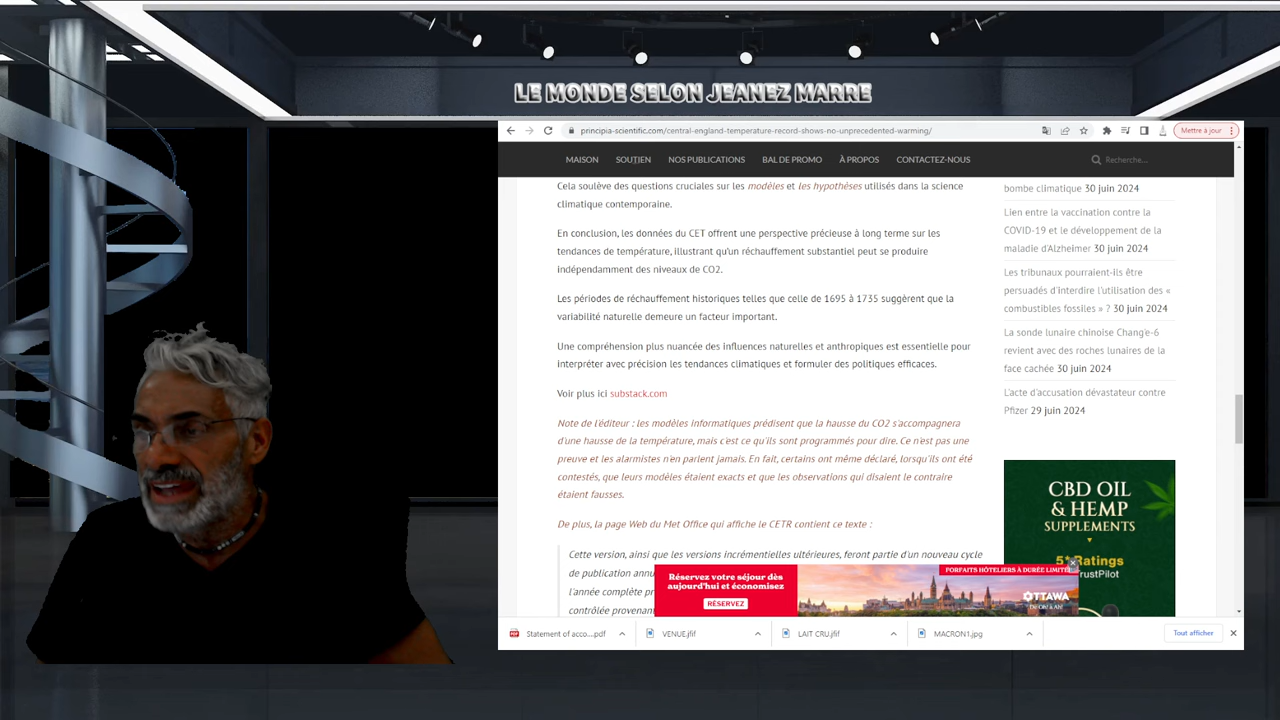 LE MONDE SELON JEANEZ MARRE
principia-scientific.com/central-england-temperature-record-shows-no-unprecedented-warming/
Mettre à jour
MAISON SOUTIEN NOS PUBLICATIONS BAL DE PROMO À PROPOS CONTACTEZ-NOUS
Recherche...
Cela soulève des questions cruciales sur les modèles et les hypothèses utilisés dans la science
climatique contemporaine.
En conclusion, les données du CET offrent une perspective précieuse à long terme sur les
tendances de température, illustrant qu'un réchauffement substantiel peut se produire
indépendamment des niveaux de CO2.
Les périodes de réchauffement historiques telles que celle de 1695 à 1735 suggèrent que la
variabilité naturelle demeure un facteur important.
Une compréhension plus nuancée des influences naturelles et anthropiques est essentielle pour
interpréter avec précision les tendances climatiques et formuler des politiques efficaces.
Voir plus ici substack.com
Note de l'éditeur : les modèles informatiques prédisent que la hausse du CO2 s'accompagnera
d'une hausse de la température, mais c'est ce qu'ils sont programmés pour dire. Ce n'est pas une
preuve et les alarmistes n'en parlent jamais. En fait, certains ont même déclaré, lorsqu'ils ont été
contestés, que leurs modèles étaient exacts et que les observations qui disaient le contraire
étaient fausses.
De plus, la page Web du Met Office qui affiche le CETR contient ce texte :
Cette version, ainsi que les versions incrémentielles ultérieures, feront partie d'un nouveau cycle
de publication annu
l'année complète pr
contrôlée provenan
bombe climatique 30 juin 2024
Lien entre la vaccination contre la
COVID-19 et le développement de la
maladie d'Alzheimer 30 juin 2024
Les tribunaux pourraient-ils être
persuadés d'interdire l'utilisation des «
combustibles fossiles » ? 30 juin 2024
La sonde lunaire chinoise Chang'e-6
revient avec des roches lunaires de la
face cachée 30 juin 2024
L'acte d'accusation dévastateur contre
Pfizer 29 juin 2024
CBD OIL
& HEMP
SUPPLEMENTS
5* Ratings
TrustPilot
Réservez votre séjour dès
aujourd'hui et économisez
RÉSERVEZ
FORFAITS HÔTELIERS À DURÉE LIMITÉE
OTTAWA
Statement of acco....pdf
VENUE.jfif
LAIT CRU.jfif
MACRON1.jpg
Tout afficher